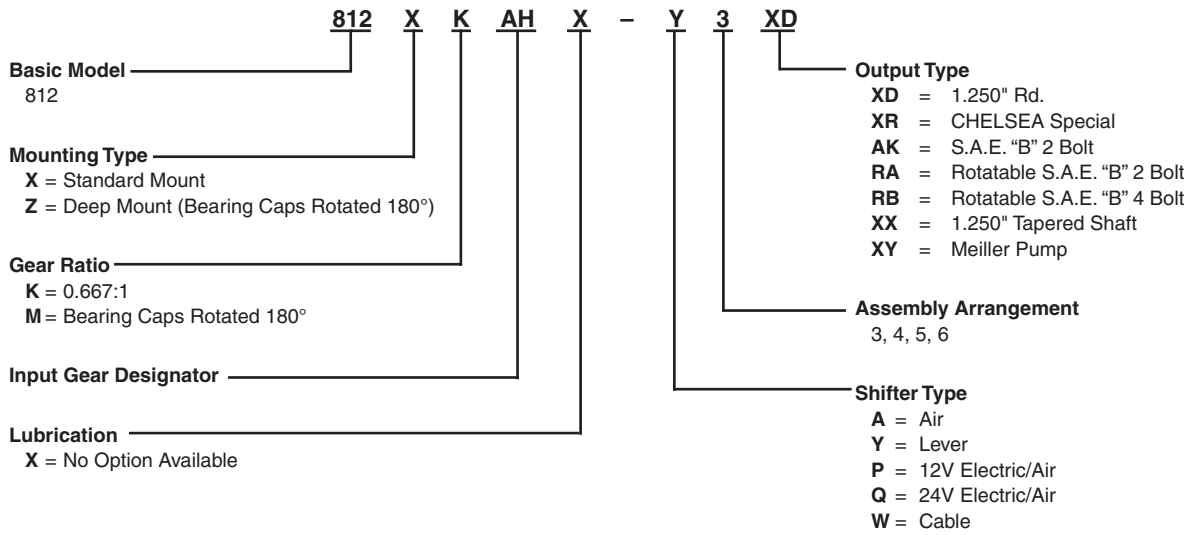 812 X K AH X – Y 3 XD
Basic Model
812
Mounting Type
X = Standard Mount
Z = Deep Mount (Bearing Caps Rotated 180°)
Gear Ratio
K = 0.667:1
M = Bearing Caps Rotated 180°
Input Gear Designator
Lubrication
X = No Option Available
Output Type
XD = 1.250" Rd.
XR = CHELSEA Special
AK = S.A.E. “B” 2 Bolt
RA = Rotatable S.A.E. “B” 2 Bolt
RB = Rotatable S.A.E. “B” 4 Bolt
XX = 1.250" Tapered Shaft
XY = Meiller Pump
Assembly Arrangement
3, 4, 5, 6
Shifter Type
A = Air
Y = Lever
P = 12V Electric/Air
Q = 24V Electric/Air
W = Cable